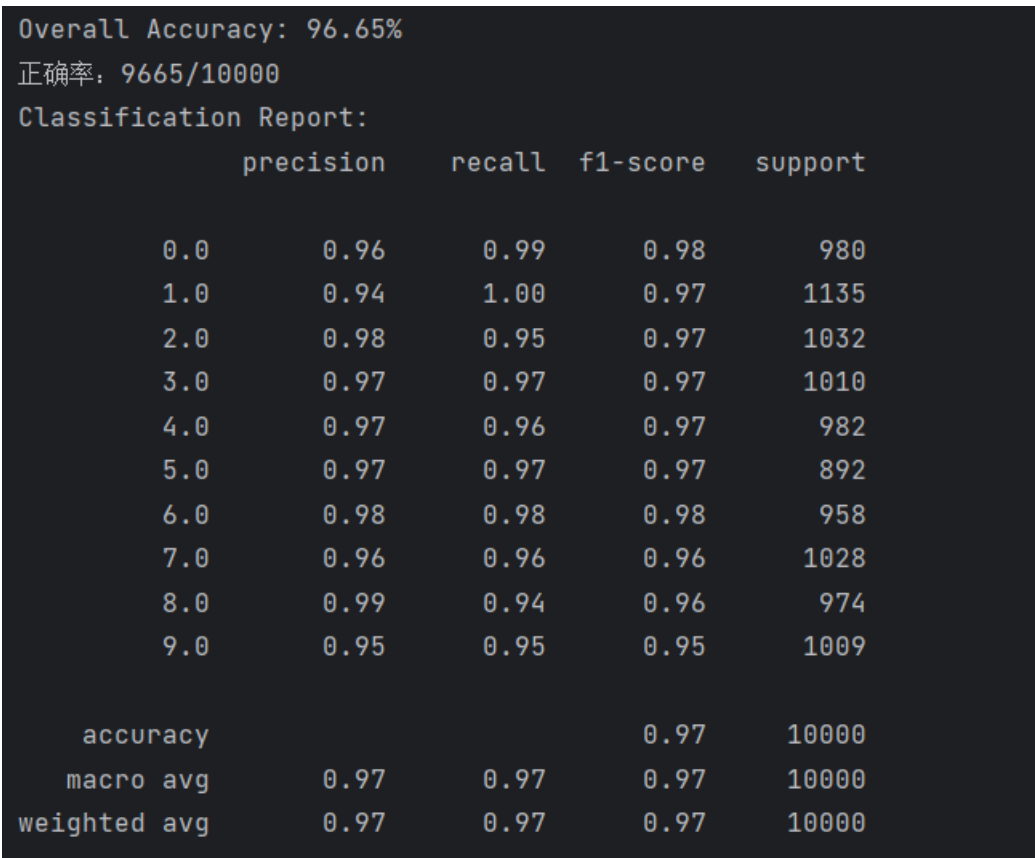 Overall Accuracy: 96.65%
正确率：9665/10000
Classification Report:
precision recall f1-score support
0.0 0.96 0.99 0.98 980
1.0 0.94 1.00 0.97 1135
2.0 0.98 0.95 0.97 1032
3.0 0.97 0.97 0.97 1010
4.0 0.97 0.96 0.97 982
5.0 0.97 0.97 0.97 892
6.0 0.98 0.98 0.98 958
7.0 0.96 0.96 0.96 1028
8.0 0.99 0.94 0.96 974
9.0 0.95 0.95 0.95 1009
accuracy 0.97 10000
macro avg 0.97 0.97 0.97 10000
weighted avg 0.97 0.97 0.97 10000